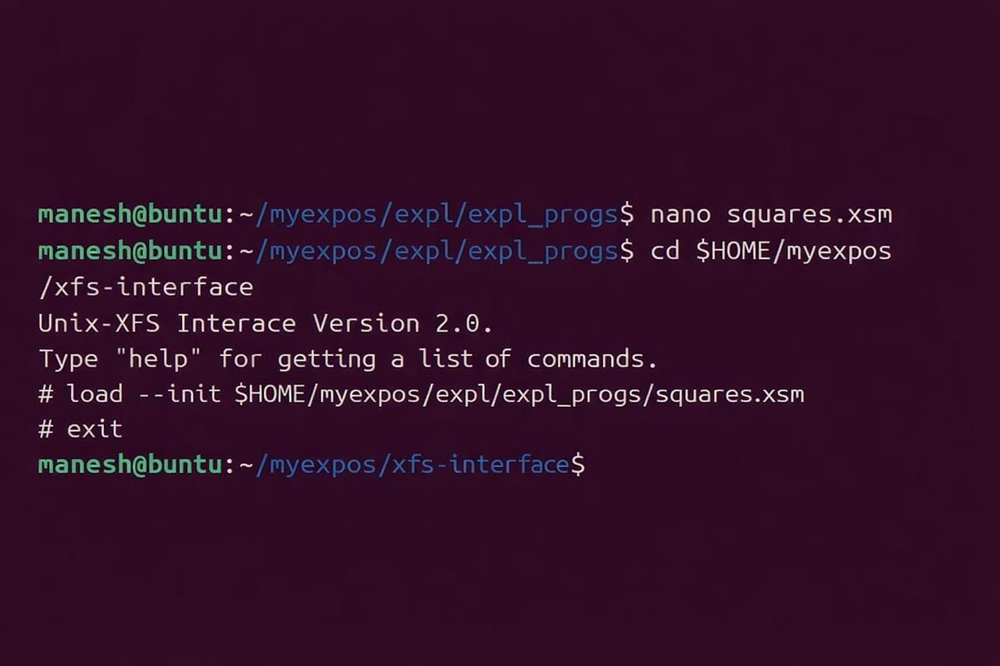 manesh@buntu:~/myexpos/expl/expl_progs$ nano squares.xsm
manesh@buntu:~/myexpos/expl/expl_progs$ cd $HOME/myexpos
/xfs-interface
Unix-XFS Interace Version 2.0.
Type "help" for getting a list of commands.
# load --init $HOME/myexpos/expl/expl_progs/squares.xsm
# exit
manesh@buntu:~/myexpos/xfs-interface$